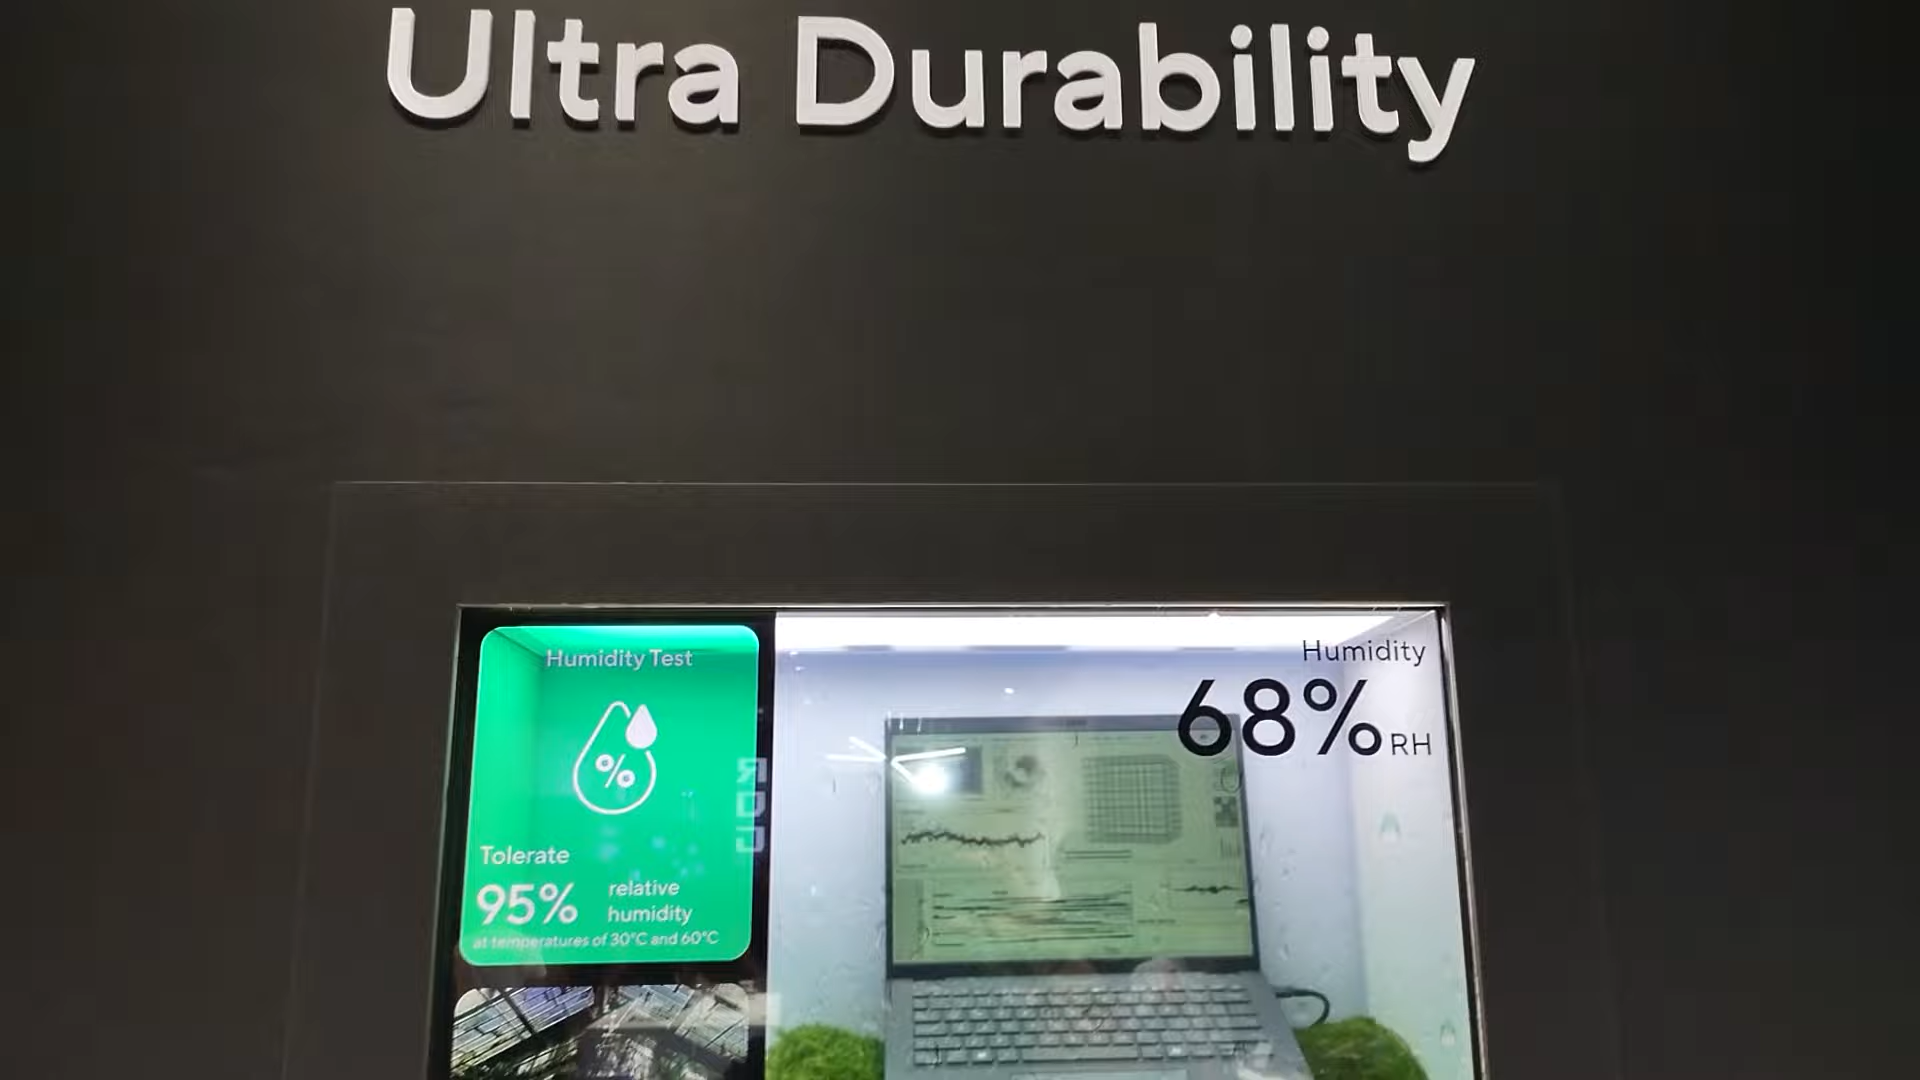 Ultra Durability
Humidity Test
%
Tolerate
95% relative
humidity
at temperatures of 30°C and 60°C
Humidity
68% RH